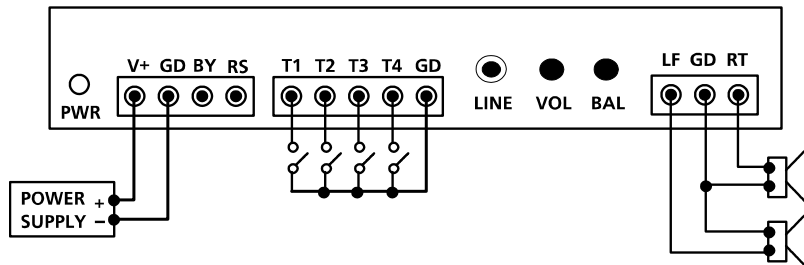 V+ GD BY RS
T1 T2 T3 T4 GD
LF GD RT
PWR
LINE VOL BAL
POWER +
SUPPLY −